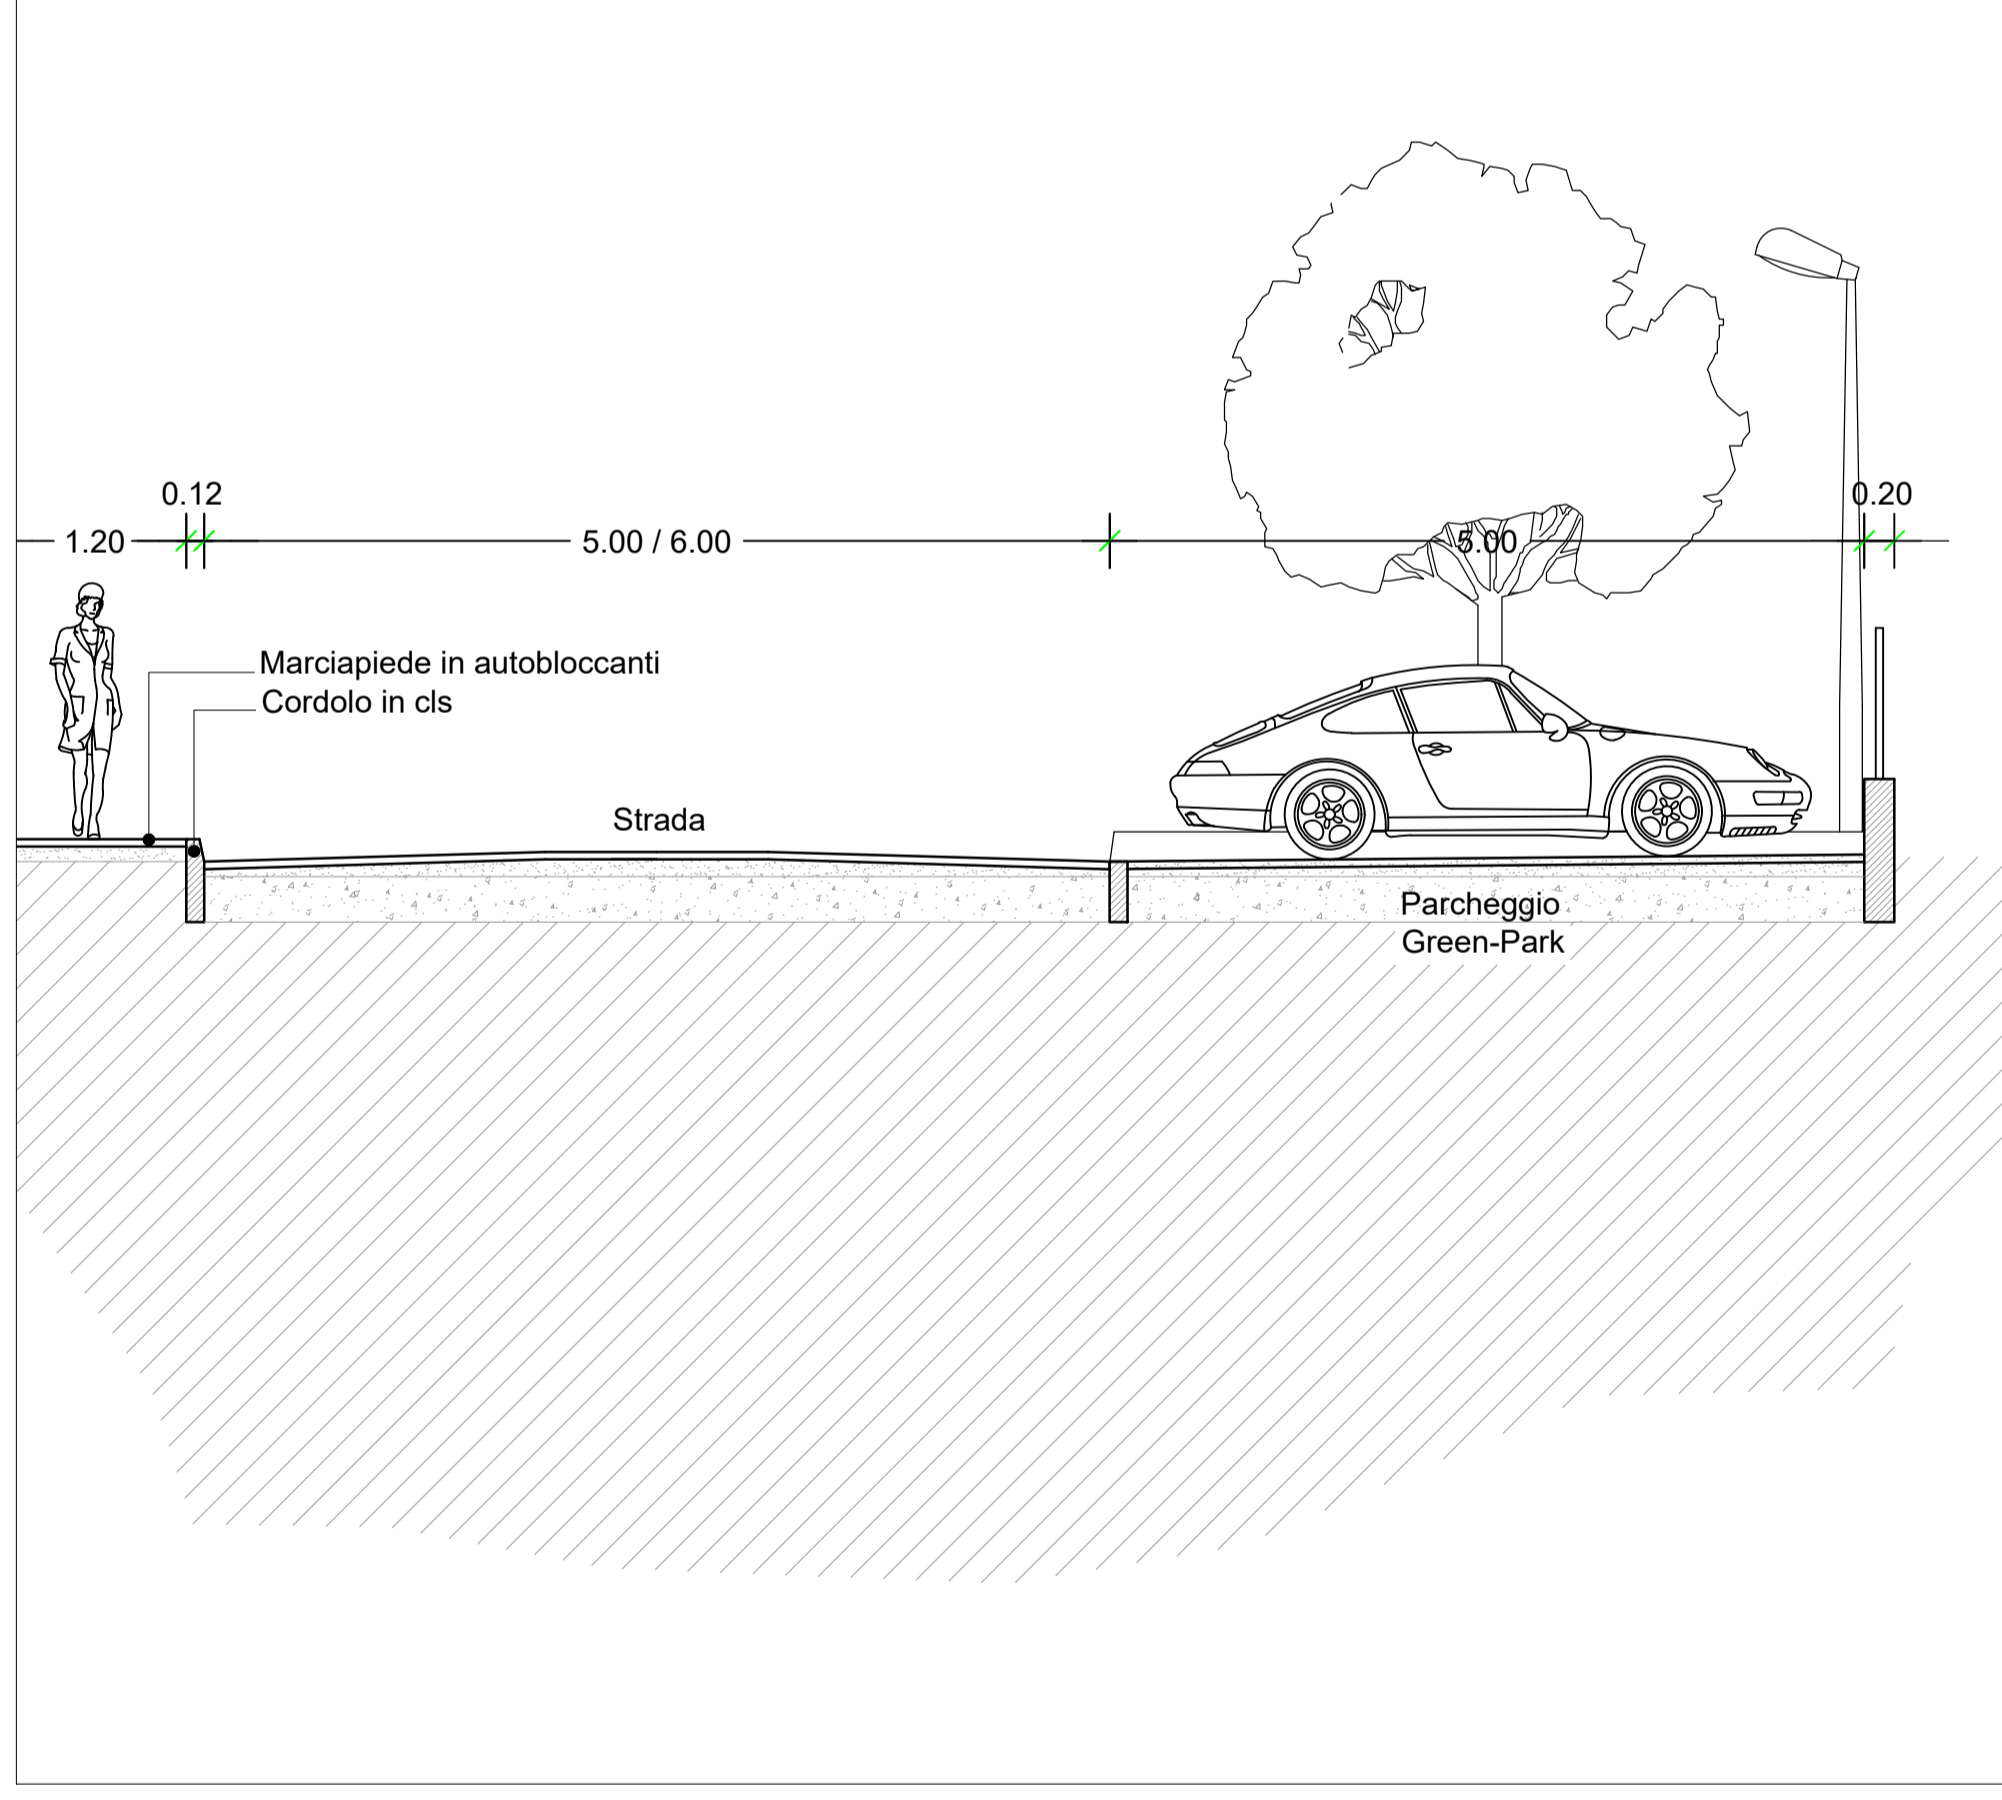 0.12
0.20
1.20
5.00 / 6.00
5.00
Marciapiede in autobloccanti
Cordolo in cls
Strada
Parcheggio
Green-Park